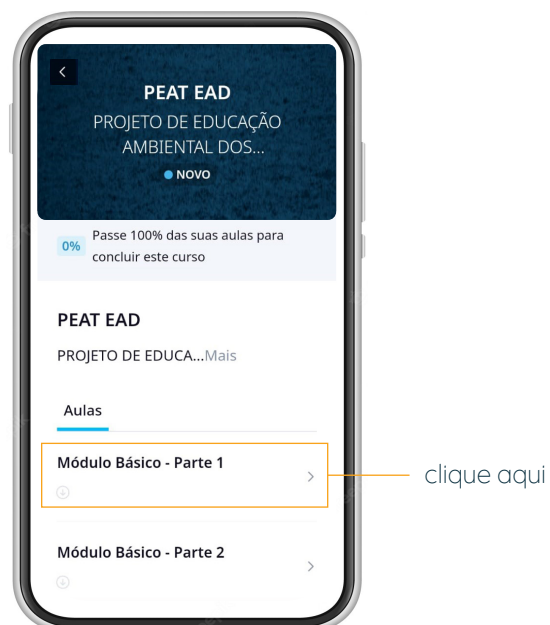 PEAT EAD
PROJETO DE EDUCAÇÃO
AMBIENTAL DOS...
NOVO
0%
Passe 100% das suas aulas para
concluir este curso
PEAT EAD
PROJETO DE EDUCA...Mais
Aulas
Módulo Básico - Parte 1
clique aqui
Módulo Básico - Parte 2